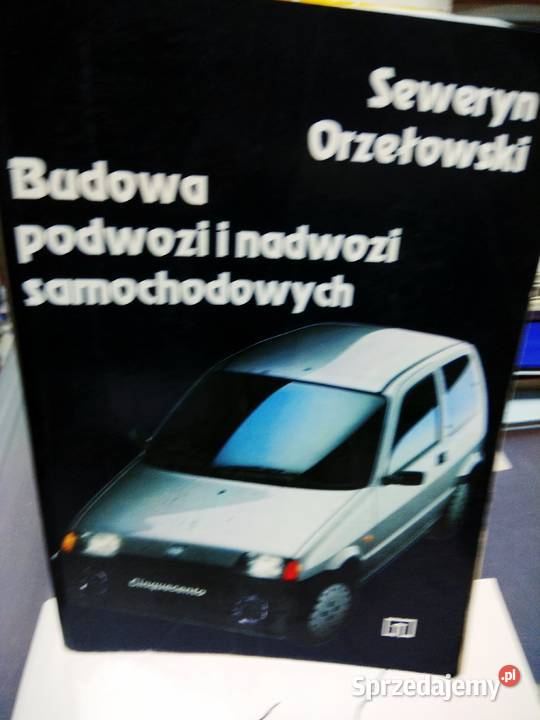 Seweryn
Orzełowski
Budowa
podwozi i nadwozi
samochodowych
Cinquecento
Sprzedajemy.pl